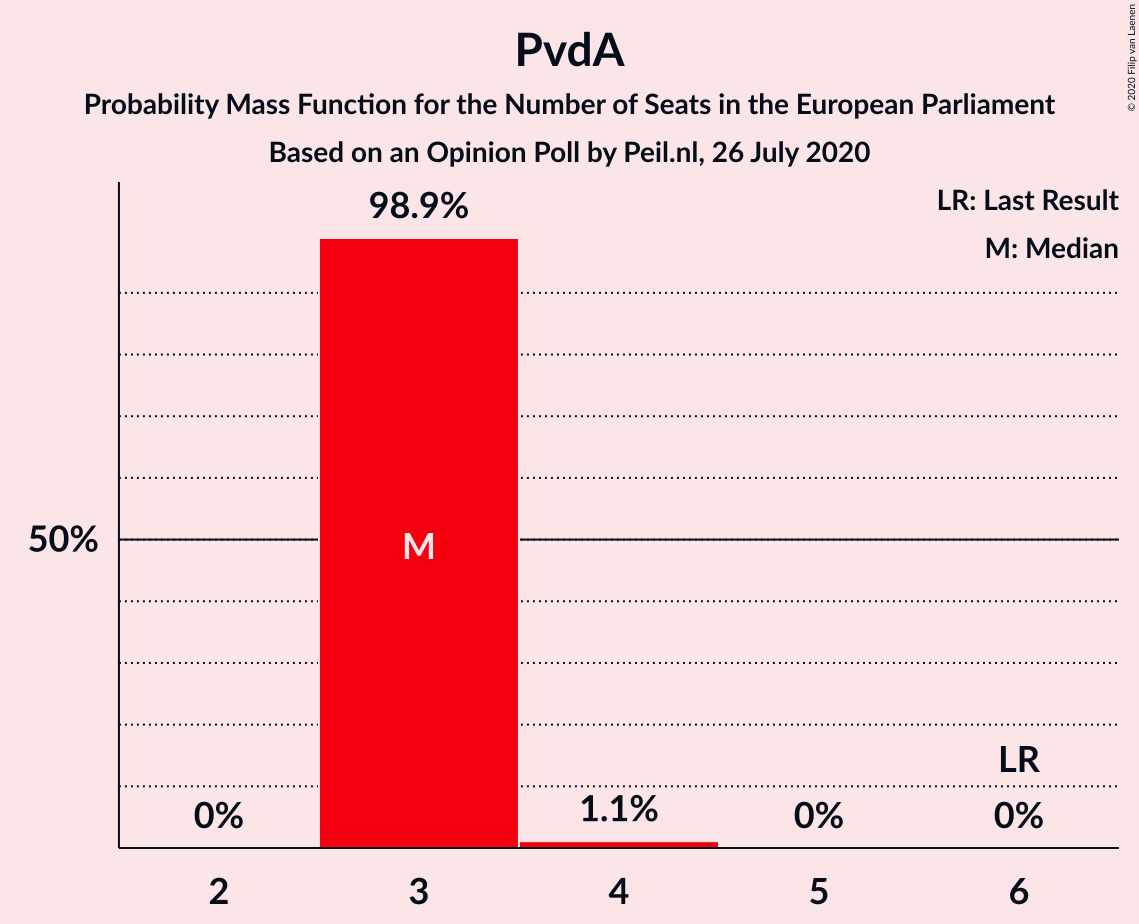 PvdA
Probability Mass Function for the Number of Seats in the European Parliament
Based on an Opinion Poll by Peil.nl, 26 July 2020
© 2020 Filip van Laenen
LR: Last Result
M: Median
98.9%
50%
M
LR
0%
1.1%
0%
0%
2
3
4
5
6